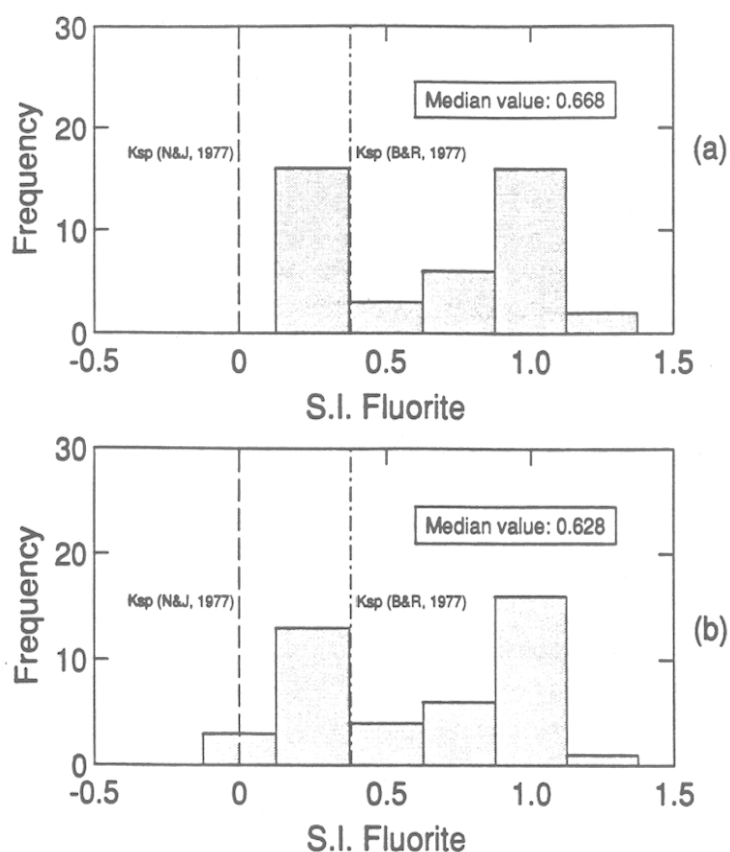 30
20
10
0
Frequency
Median value: 0.668
Ksp (N&J, 1977)
Ksp (B&R, 1977)
(a)
-0.5 0 0.5 1.0 1.5
S.I. Fluorite
30
20
10
0
Frequency
Median value: 0.628
Ksp (N&J, 1977)
Ksp (B&R, 1977)
(b)
-0.5 0 0.5 1.0 1.5
S.I. Fluorite